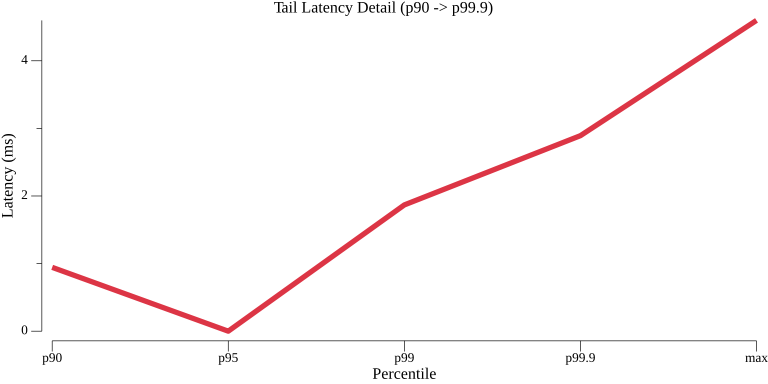 Tail Latency Detail (p90 -> p99.9)
Latency (ms)
4
2
0
p90 p95 p99 p99.9 max
Percentile